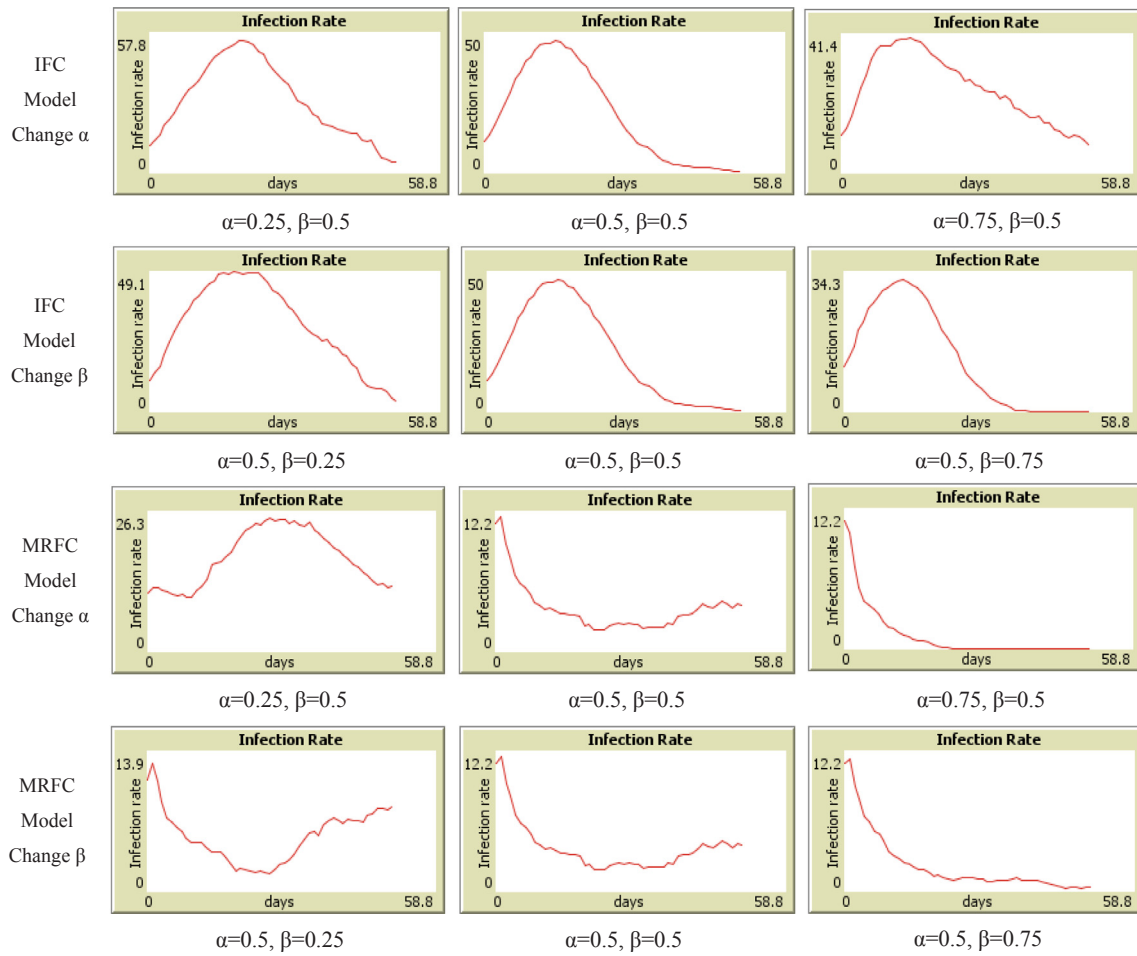 IFC
Model
Change α
Infection Rate
57.8
Infection rate
0
0 days 58.8
α=0.25, β=0.5
Infection Rate
50
Infection rate
0
0 days 58.8
α=0.5, β=0.5
Infection Rate
41.4
Infection rate
0
0 days 58.8
α=0.75, β=0.5
IFC
Model
Change β
Infection Rate
49.1
Infection rate
0
0 days 58.8
α=0.5, β=0.25
Infection Rate
50
Infection rate
0
0 days 58.8
α=0.5, β=0.5
Infection Rate
34.3
Infection rate
0
0 days 58.8
α=0.5, β=0.75
MRFC
Model
Change α
Infection Rate
26.3
Infection rate
0
0 days 58.8
α=0.25, β=0.5
Infection Rate
12.2
Infection rate
0
0 days 58.8
α=0.5, β=0.5
Infection Rate
12.2
Infection rate
0
0 days 58.8
α=0.75, β=0.5
MRFC
Model
Change β
Infection Rate
13.9
Infection rate
0
0 days 58.8
α=0.5, β=0.25
Infection Rate
12.2
Infection rate
0
0 days 58.8
α=0.5, β=0.5
Infection Rate
12.2
Infection rate
0
0 days 58.8
α=0.5, β=0.75